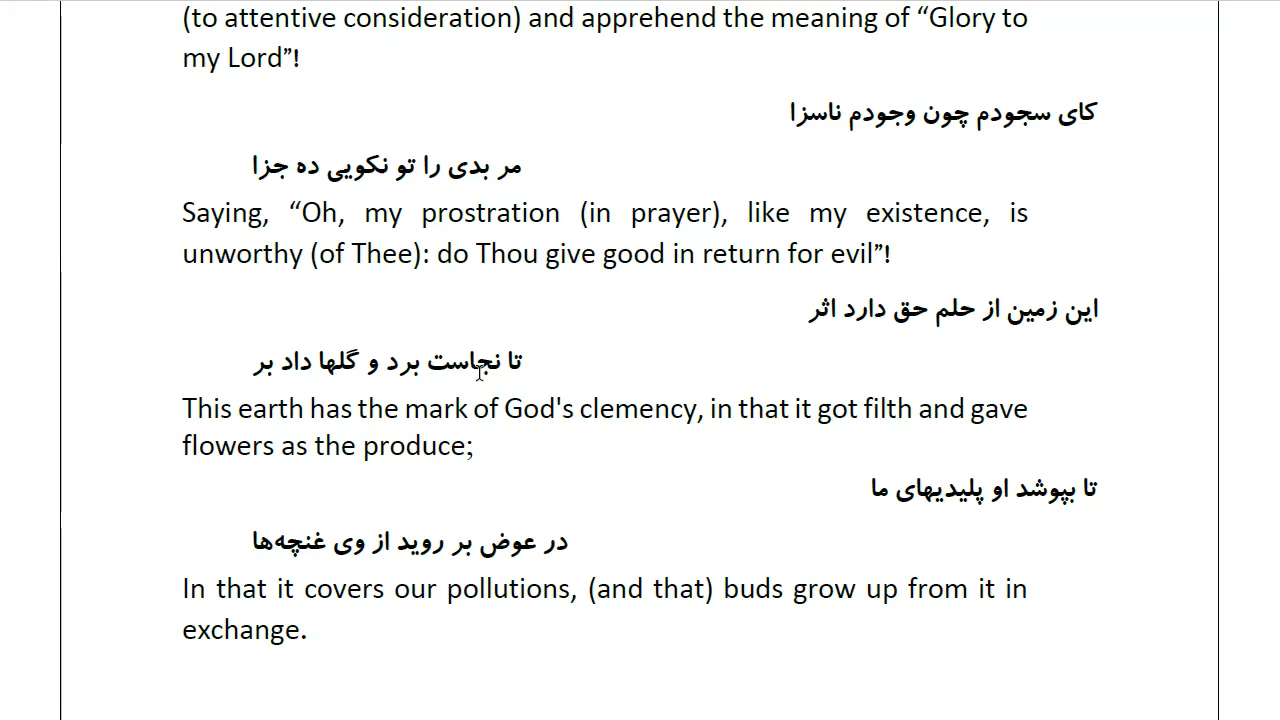 (to attentive consideration) and apprehend the meaning of “Glory to
my Lord”!
کای سجودم چون وجودم ناسزا
مر بدی را تو نکویی ده جزا
Saying, “Oh, my prostration (in prayer), like my existence, is
unworthy (of Thee): do Thou give good in return for evil”!
این زمین از حلم حق دارد اثر
تا نجاست برد و گلها داد بر
This earth has the mark of God's clemency, in that it got filth and gave
flowers as the produce;
تا بپوشد او پلیدیهای ما
در عوض بر روید از وی غنچه‌ها
In that it covers our pollutions, (and that) buds grow up from it in
exchange.